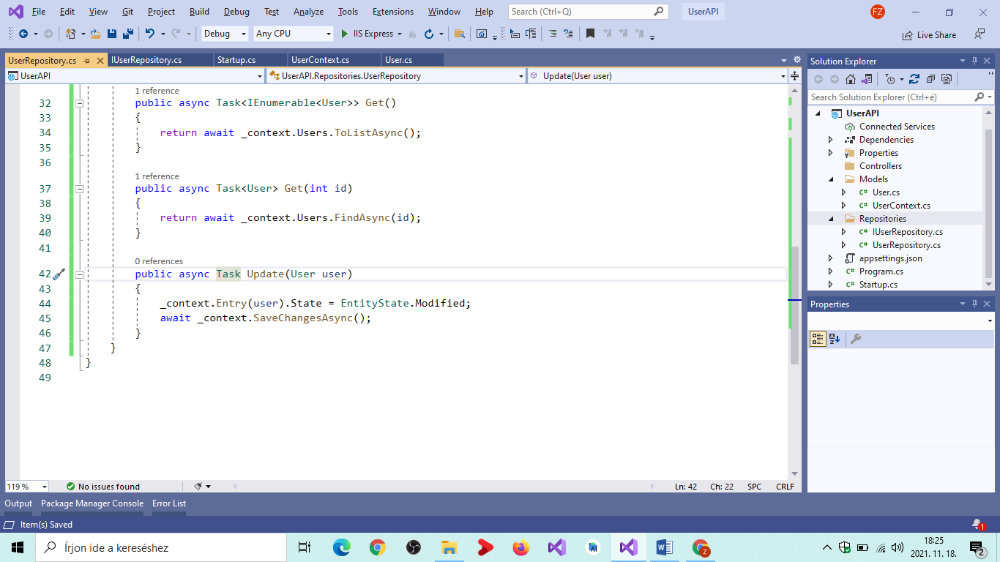 File Edit View Git Project Build Debug Test Analyze Tools Extensions Window Help Search (Ctrl+Q) UserAPI FZ
Debug Any CPU IIS Express Live Share
UserRepository.cs IUserRepository.cs Startup.cs UserContext.cs User.cs
UserAPI UserAPI.Repositories.UserRepository Update(User user)
1 reference
32 public async Task<IEnumerable<User>> Get()
33 {
34 return await _context.Users.ToListAsync();
35 }
36
1 reference
37 public async Task<User> Get(int id)
38 {
39 return await _context.Users.FindAsync(id);
40 }
41
0 references
42 public async Task Update(User user)
43 {
44 _context.Entry(user).State = EntityState.Modified;
45 await _context.SaveChangesAsync();
46 }
47 }
48 }
49
119 % No issues found Ln: 42 Ch: 22 SPC CRLF
Solution Explorer
Search Solution Explorer (Ctrl+é)
UserAPI
Connected Services
Dependencies
Properties
Controllers
Models
C# User.cs
C# UserContext.cs
Repositories
C# IUserRepository.cs
C# UserRepository.cs
appsettings.json
C# Program.cs
C# Startup.cs
Properties
Output Package Manager Console Error List
Item(s) Saved 1
Írjon ide a kereséshez
Z
18:25
2021. 11. 18.
2